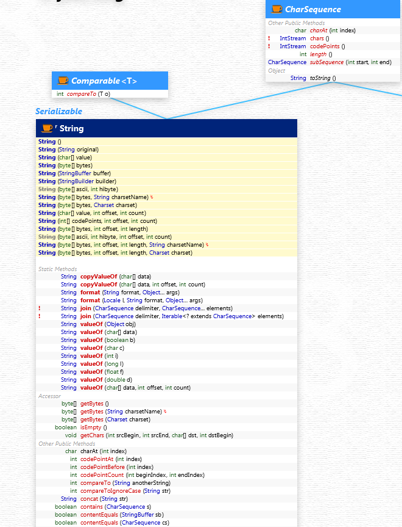 CharSequence
Other Public Methods
char charAt (int index)
! IntStream chars ()
! IntStream codePoints ()
int length ()
CharSequence subSequence (int start, int end)
Object
String toString ()
Comparable <T>
int compareTo (T o)
Serializable
String
String ()
String (String original)
String (char[] value)
String (byte[] bytes)
String (StringBuffer buffer)
String (StringBuilder builder)
String (byte[] ascii, int hibyte)
String (byte[] bytes, String charsetName)
String (byte[] bytes, Charset charset)
String (char[] value, int offset, int count)
String (int[] codePoints, int offset, int count)
String (byte[] bytes, int offset, int length)
String (byte[] ascii, int hibyte, int offset, int count)
String (byte[] bytes, int offset, int length, String charsetName)
String (byte[] bytes, int offset, int length, Charset charset)
Static Methods
String copyValueOf (char[] data)
String copyValueOf (char[] data, int offset, int count)
String format (String format, Object... args)
String format (Locale l, String format, Object... args)
! String join (CharSequence delimiter, CharSequence... elements)
! String join (CharSequence delimiter, Iterable<? extends CharSequence> elements)
String valueOf (Object obj)
String valueOf (char[] data)
String valueOf (boolean b)
String valueOf (char c)
String valueOf (int i)
String valueOf (long l)
String valueOf (float f)
String valueOf (double d)
String valueOf (char[] data, int offset, int count)
Accessor
byte[] getBytes ()
byte[] getBytes (String charsetName)
byte[] getBytes (Charset charset)
boolean isEmpty ()
void getChars (int srcBegin, int srcEnd, char[] dst, int dstBegin)
Other Public Methods
char charAt (int index)
int codePointAt (int index)
int codePointBefore (int index)
int codePointCount (int beginIndex, int endIndex)
int compareTo (String anotherString)
int compareToIgnoreCase (String str)
String concat (String str)
boolean contains (CharSequence s)
boolean contentEquals (StringBuffer sb)
boolean contentEquals (CharSequence cs)